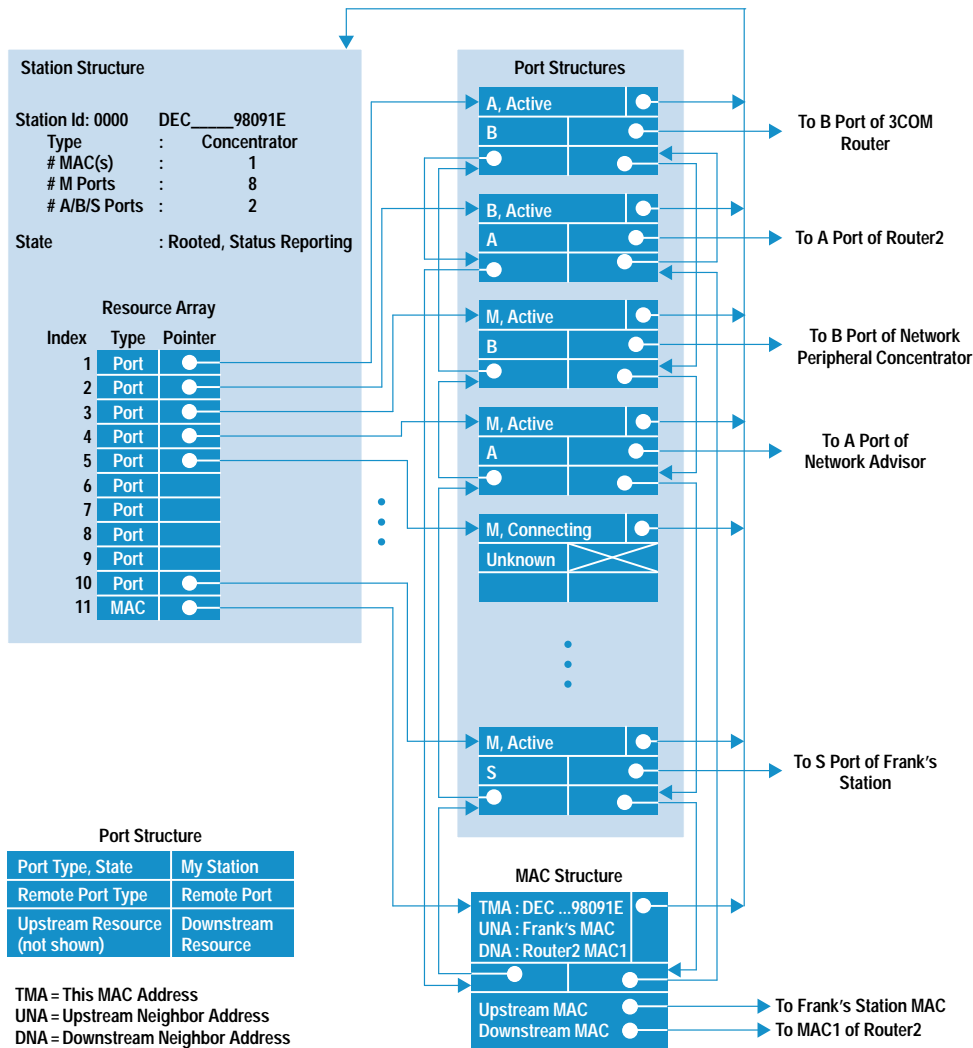 Station Structure
Station Id: 0000 DEC_____98091E
Type : Concentrator
# MAC(s) : 1
# M Ports : 8
# A/B/S Ports : 2
State : Rooted, Status Reporting
Resource Array
Index Type Pointer
1 Port
2 Port
3 Port
4 Port
5 Port
6 Port
7 Port
8 Port
9 Port
10 Port
11 MAC
Port Structures
A, Active
B
To B Port of 3COM
Router
B, Active
A
To A Port of Router2
M, Active
B
To B Port of Network
Peripheral Concentrator
M, Active
A
To A Port of
Network Advisor
M, Connecting
Unknown
M, Active
S
To S Port of Frank's
Station
Port Structure
Port Type, State My Station
Remote Port Type Remote Port
Upstream Resource Downstream
(not shown) Resource
TMA = This MAC Address
UNA = Upstream Neighbor Address
DNA = Downstream Neighbor Address
MAC Structure
TMA : DEC ...98091E
UNA : Frank's MAC
DNA : Router2 MAC1
Upstream MAC
Downstream MAC
To Frank's Station MAC
To MAC1 of Router2